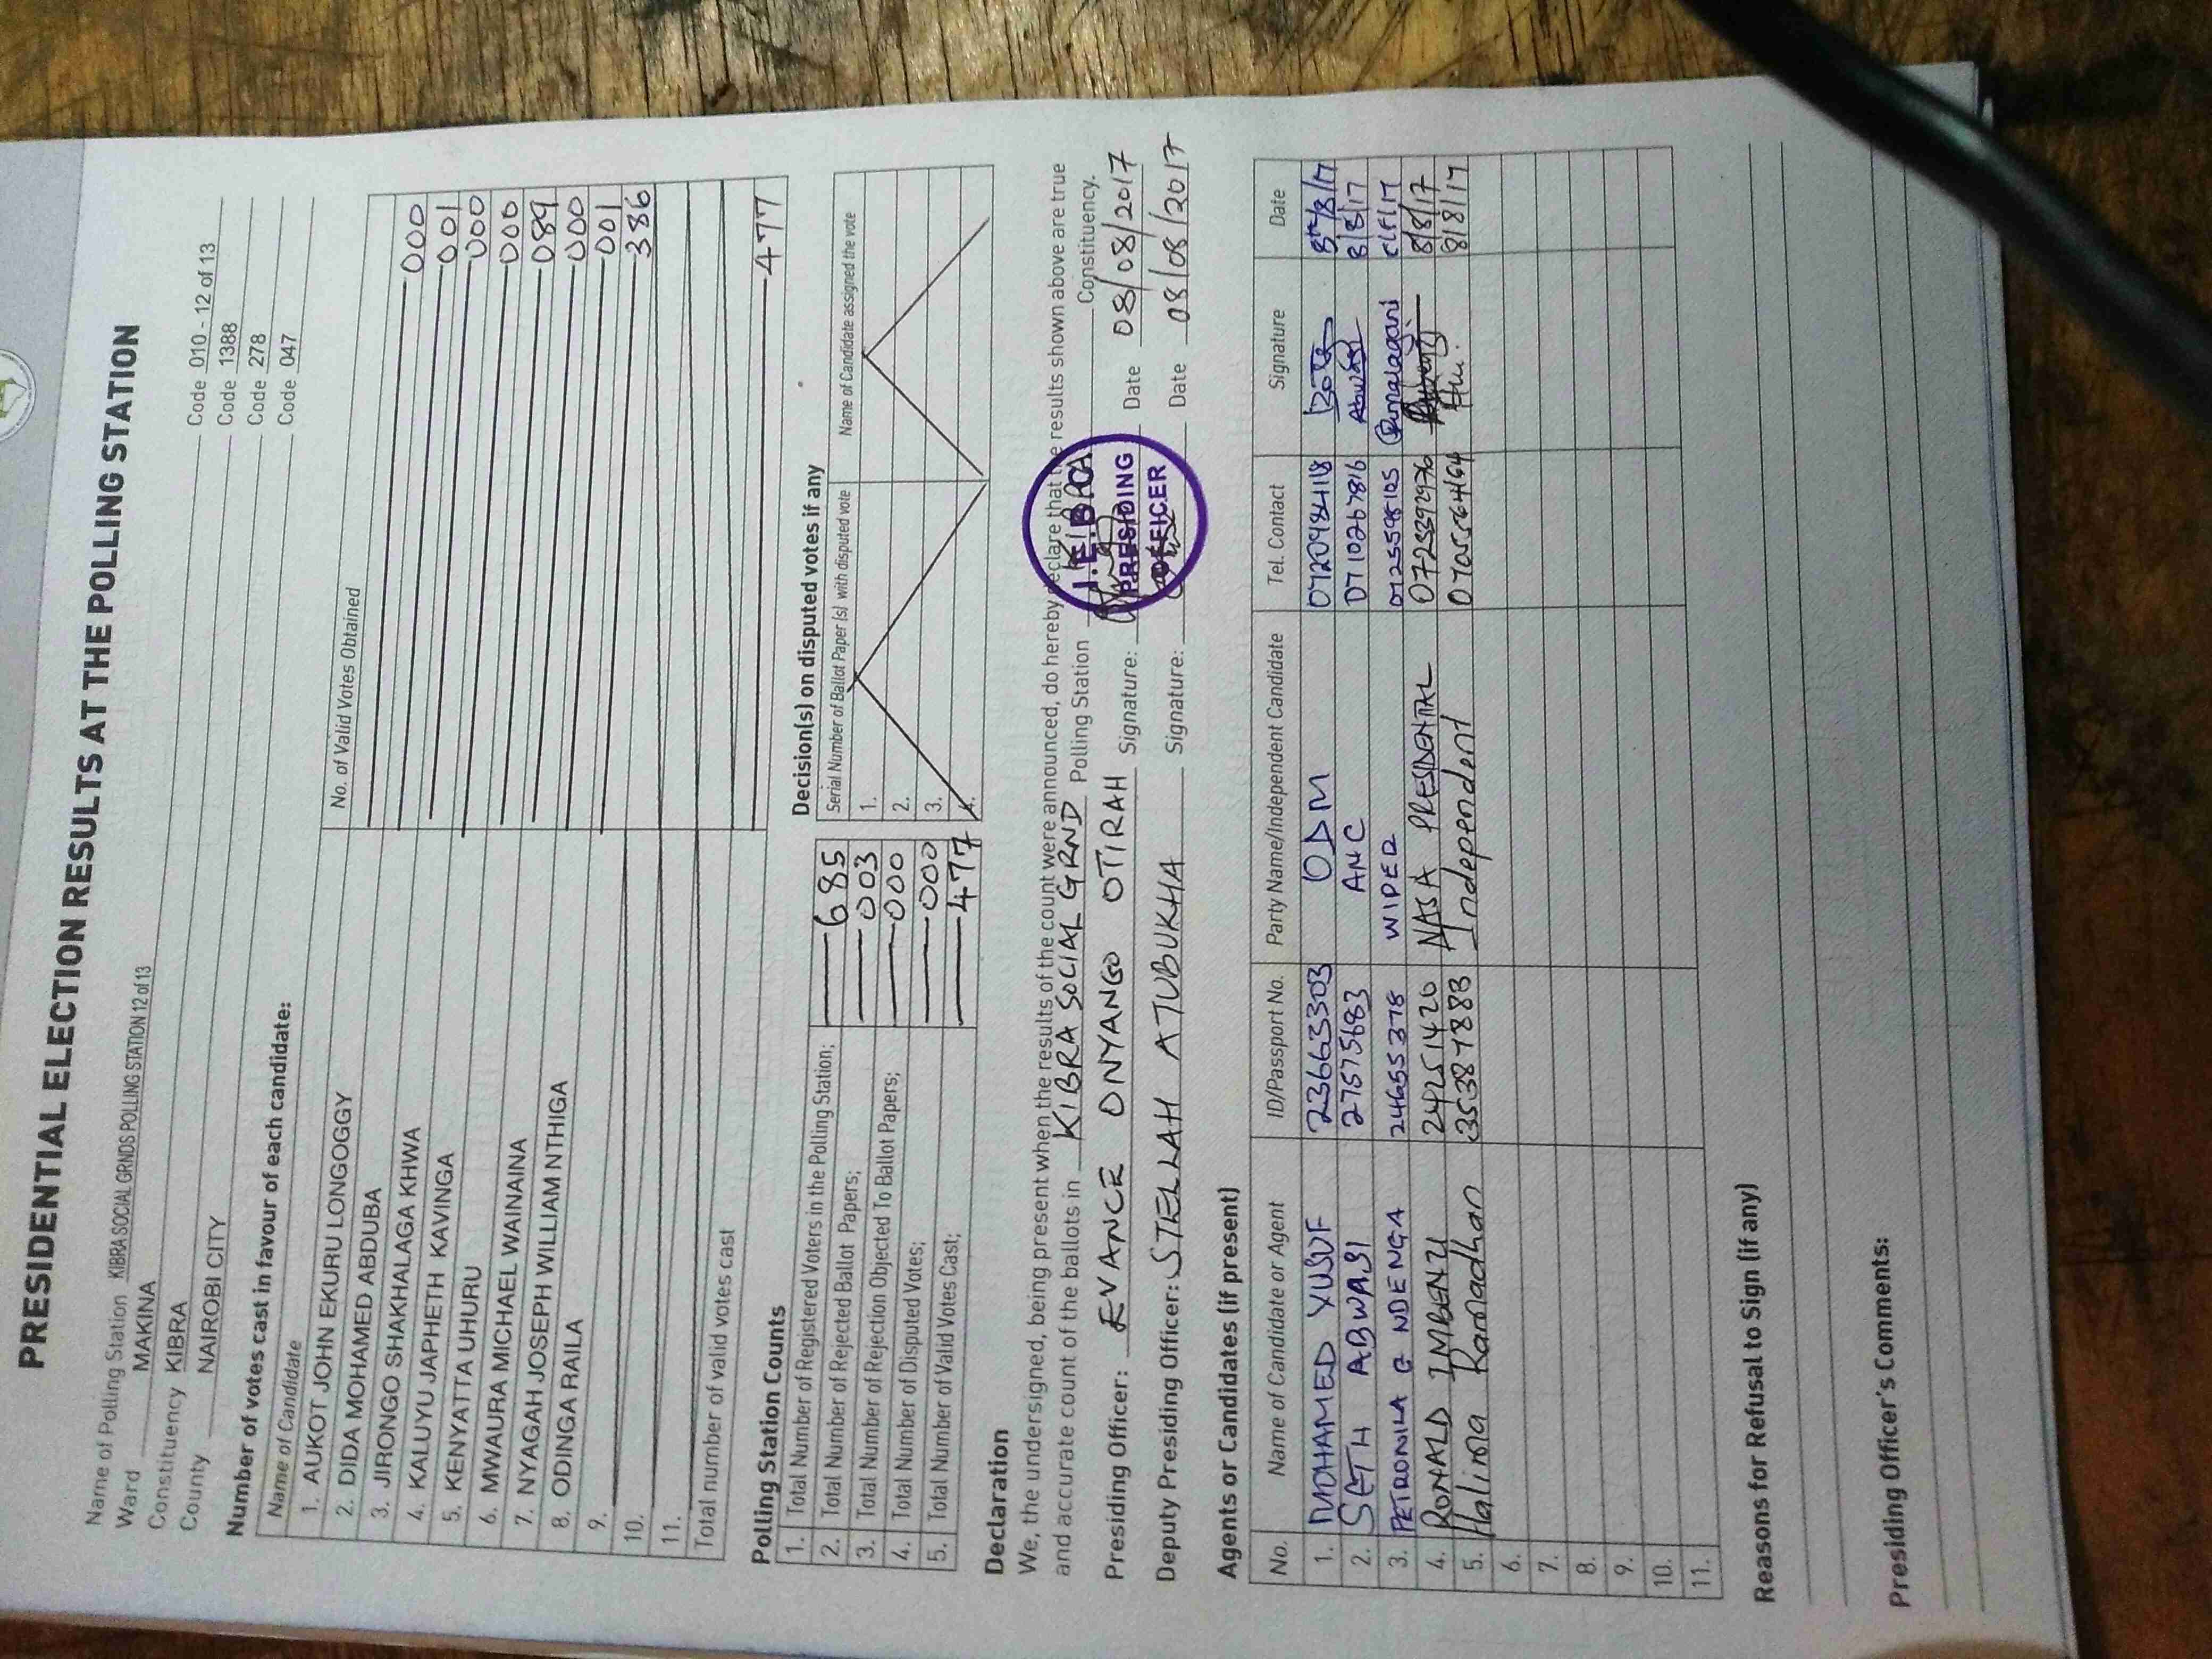 PRESIDENTIAL ELECTION RESULTS AT THE POLLING STATION
Name of Polling Station KIBRA SOCIAL GRNDS POLLING STATION 12 of 13 Code 010 - 12 of 13
Ward MAKINA Code 1388
Constituency KIBRA Code 278
County NAIROBI CITY Code 047
Number of votes cast in favour of each candidate:
Name of Candidate No. of Valid Votes Obtained
1. AUKOT JOHN EKURU LONGOGGY 000
2. DIDA MOHAMED ABDUBA 001
3. JIRONGO SHAKHALAGA KHWA 000
4. KALUYU JAPHETH KAVINGA 000
5. KENYATTA UHURU 089
6. MWAURA MICHAEL WAINAINA 000
7. NYAGAH JOSEPH WILLIAM NTHIGA 001
8. ODINGA RAILA 386
9.
10.
11.
Total number of valid votes cast 477
Polling Station Counts
1. Total Number of Registered Voters in the Polling Station; 685
2. Total Number of Rejected Ballot Papers; 003
3. Total Number of Rejection Objected To Ballot Papers; 000
4. Total Number of Disputed Votes; 000
5. Total Number of Valid Votes Cast; 477
Decision(s) on disputed votes if any
Serial Number of Ballot Paper (s) with disputed vote Name of Candidate assigned the vote
1.
2.
3.
4.
Declaration
We, the undersigned, being present when the results of the count were announced, do hereby declare that the results shown above are true
and accurate count of the ballots in KIBRA SOCIAL GRND Polling Station KIBRA Constituency.
Presiding Officer: EVANCE ONYANGO OTIRAH Signature: Date 08/08/2017
Deputy Presiding Officer: STELLAH ATUBUKHA Signature: Date 08/08/2017
I.E.B.C
PRESIDING
OFFICER
Agents or Candidates (if present)
No. Name of Candidate or Agent ID/Passport No. Party Name/Independent Candidate Tel. Contact Signature Date
1. MOHAMED YUSUF 23663303 ODM 0720984118 8th/8/17
2. SETH ABWASI 27575683 ANC 0710267816 Abwasi 8/8/17
3. PETRONILA A NDENGA 24655378 WIPER 0725598105 8/8/17
4. RONALD IMBENZI 24251420 NASA PRESIDENTIAL 0725392976 8/8/17
5. Halima Ramadhan 35387883 Independent 0705564464 8/8/17
6.
7.
8.
9.
10.
11.
Reasons for Refusal to Sign (if any)
Presiding Officer's Comments: